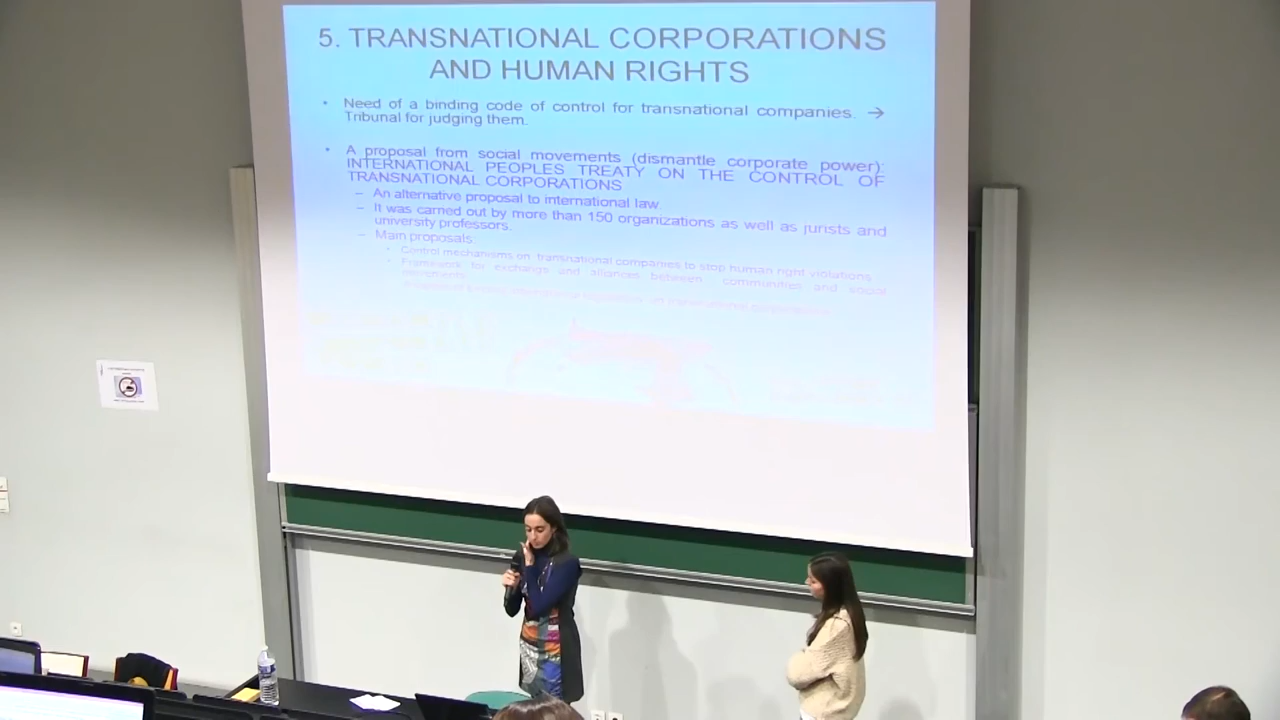 5. TRANSNATIONAL CORPORATIONS
AND HUMAN RIGHTS
• Need of a binding code of control for transnational companies. →
Tribunal for judging them.
• A proposal from social movements (dismantle corporate power):
INTERNATIONAL PEOPLES TREATY ON THE CONTROL OF
TRANSNATIONAL CORPORATIONS
– An alternative proposal to international law.
– It was carried out by more than 150 organizations as well as jurists and
university professors.
– Main proposals:
• Control mechanisms on transnational companies to stop human right violations
• Framework for exchange and alliances between communities and social
movements